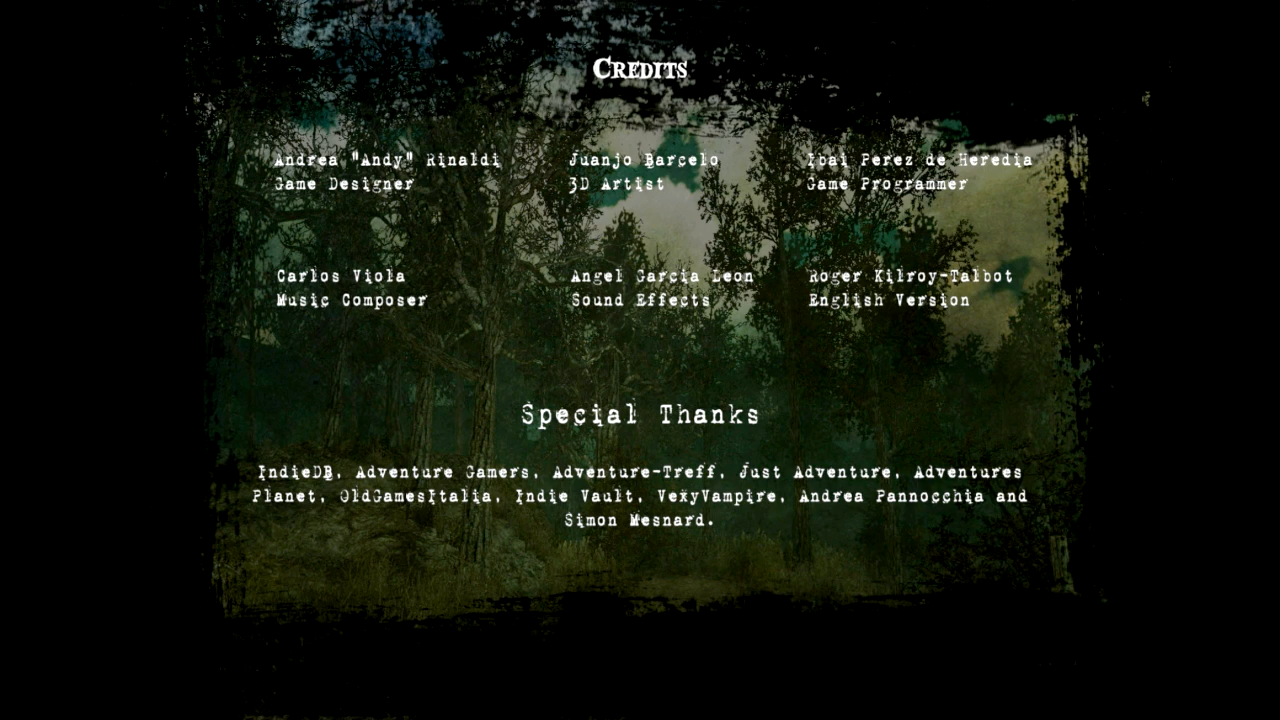 Credits
Andrea "Andy" Rinaldi
Game Designer
Juanjo Barcelo
3D Artist
Ibai Perez de Heredia
Game Programmer
Carlos Viola
Music Composer
Angel Garcia Leon
Sound Effects
Roger Kilroy-Talbot
English Version
Special Thanks
IndieDB, Adventure Gamers, Adventure-Treff, Just Adventure, Adventures
Planet, OldGamesItalia, Indie Vault, VexyVampire, Andrea Pannocchia and
Simon Mesnard.